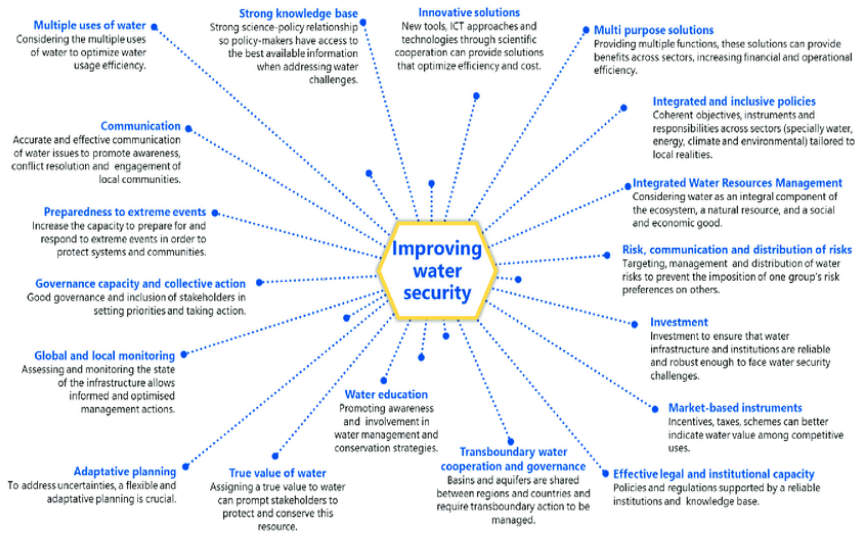 Multiple uses of water
Considering the multiple uses
of water to optimize water
usage efficiency.
Strong knowledge base
Strong science-policy relationship
so policy-makers have access to
the best available information
when addressing water
challenges.
Innovative solutions
New tools, ICT approaches and
technologies through scientific
cooperation can provide solutions
that optimize efficiency and cost.
Multi purpose solutions
Providing multiple functions, these solutions can provide
benefits across sectors, increasing financial and operational
efficiency.
Communication
Accurate and effective communication
of water issues to promote awareness,
conflict resolution and engagement of
local communities.
Integrated and inclusive policies
Coherent objectives, instruments and
responsibilities across sectors (specially water,
energy, climate and environmental) tailored to
local realities.
Preparedness to extreme events
Increase the capacity to prepare for and
respond to extreme events in order to
protect systems and communities.
Integrated Water Resources Management
Considering water as an integral component of
the ecosystem, a natural resource, and a social
and economic good.
Improving
water
security
Governance capacity and collective action
Good governance and inclusion of stakeholders in
setting priorities and taking action.
Risk, communication and distribution of risks
Targeting, management and distribution of water
risks to prevent the imposition of one group's risk
preferences on others.
Global and local monitoring
Assessing and monitoring the state
of the infrastructure allows
informed and optimised
management actions.
Investment
Investment to ensure that water
infrastructure and institutions are reliable
and robust enough to face water security
challenges.
Water education
Promoting awareness
and involvement in
water management and
conservation strategies.
Market-based instruments
Incentives, taxes, schemes can better
indicate water value among competitive
uses.
Adaptative planning
To address uncertainties, a flexible and
adaptative planning is crucial.
True value of water
Assigning a true value to water
can prompt stakeholders to
protect and conserve this
resource.
Transboundary water
cooperation and governance
Basins and aquifers are shared
between regions and countries and
require transboundary action to be
managed.
Effective legal and institutional capacity
Policies and regulations supported by a reliable
institutions and knowledge base.